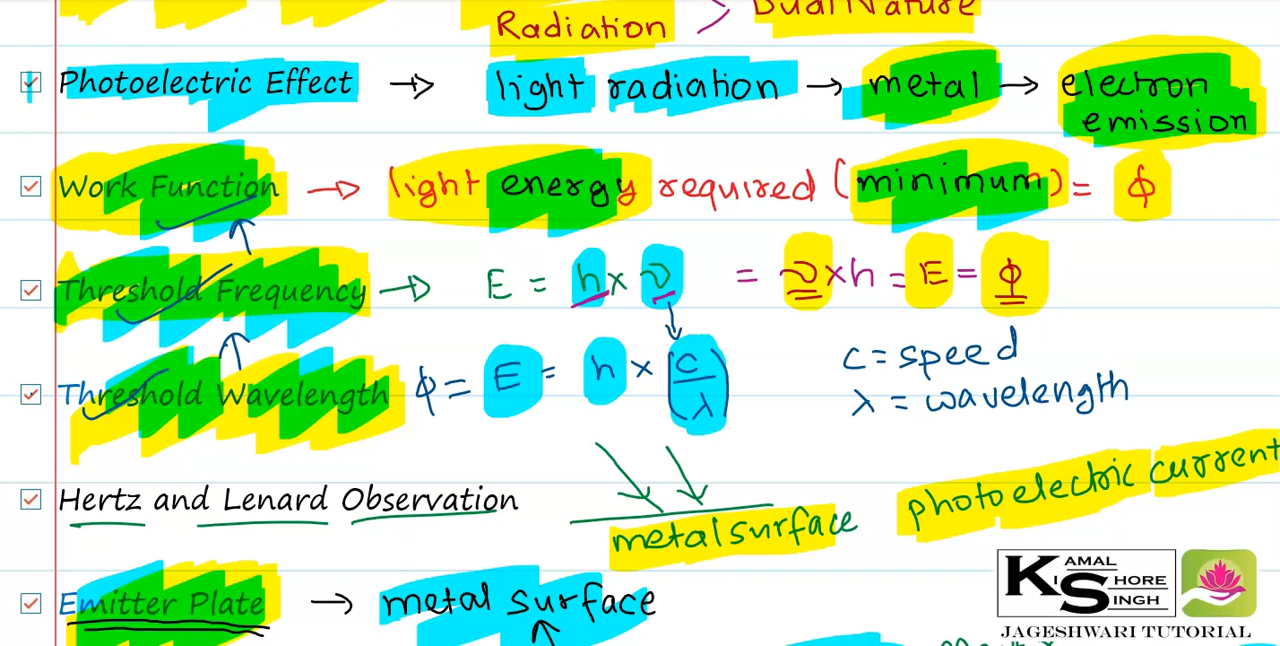 Radiation > Dual Nature
Photoelectric Effect → light radiation → metal → electron
emission
Work Function → light energy required (minimum) = ϕ
Threshold Frequency → E = h x ν = ν x h = E = ϕ
Threshold Wavelength ϕ = E = h x (c/λ)
c = speed
λ = wavelength
Hertz and Lenard Observation
metal surface
photoelectric current
Emitter Plate → metal surface
KAMAL
KISHORE
SINGH
JAGESHWARI TUTORIAL